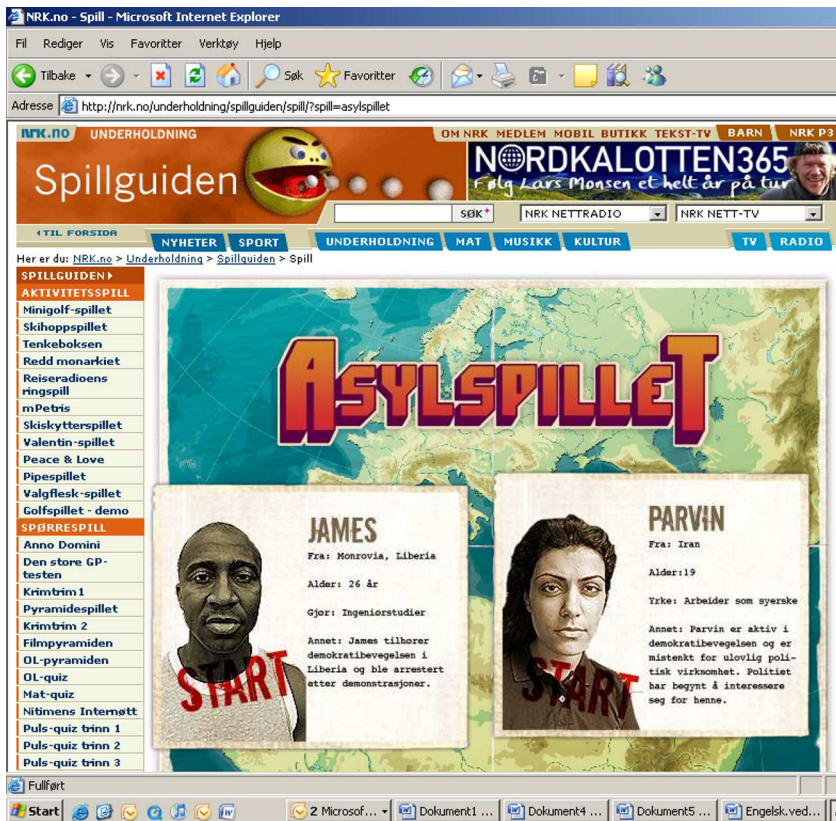 NRK.no - Spill - Microsoft Internet Explorer
Fil Rediger Vis Favoritter Verktøy Hjelp
Tilbake Søk Favoritter
Adresse http://nrk.no/underholdning/spillguiden/spill/?spill=asylspillet
NRK.NO UNDERHOLDNING OM NRK MEDLEM MOBIL BUTIKK TEKST-TV BARN NRK P3
Spillguiden
NORDKALOTTEN365
Følg Lars Monsen et helt år på tur
SØK+ NRK NETTRADIO NRK NETT-TV
TIL FORSIDA
NYHETER SPORT UNDERHOLDNING MAT MUSIKK KULTUR TV RADIO
Her er du: NRK.no > Underholdning > Spillguiden > Spill
SPILLGUIDEN
AKTIVITETSSPILL
Minigolf-spillet
Skihoppspillet
Tenkeboksen
Redd monarkiet
Reiseradioens
ringspill
mPetris
Skiskytterspillet
Valentin-spillet
Peace & Love
Pipespillet
Valgflesk-spillet
Golfspillet - demo
SPØRRESPILL
Anno Domini
Den store GP-
testen
Krimtrim 1
Pyramidespillet
Krimtrim 2
Filmpyramiden
OL-pyramiden
OL-quiz
Mat-quiz
Nitimens Internøtt
Puls-quiz trinn 1
Puls-quiz trinn 2
Puls-quiz trinn 3
ASYLSPILLET
JAMES
Fra: Monrovia, Liberia
Alder: 26 år
Gjør: Ingeniorstudier
Annet: James tilhører
demokratibevegelsen i
Liberia og ble arrestert
etter demonstrasjoner.
START
PARVIN
Fra: Iran
Alder:19
Yrke: Arbeider som syerske
Annet: Parvin er aktiv i
demokratibevegelsen og er
mistenkt for ulovlig poli-
tisk virksomhet. Politiet
har begynt å interessere
seg for henne.
START
Fullført
Start 2 Microsof... Dokument1 ... Dokument4 ... Dokument5 ... Engelsk.ved...